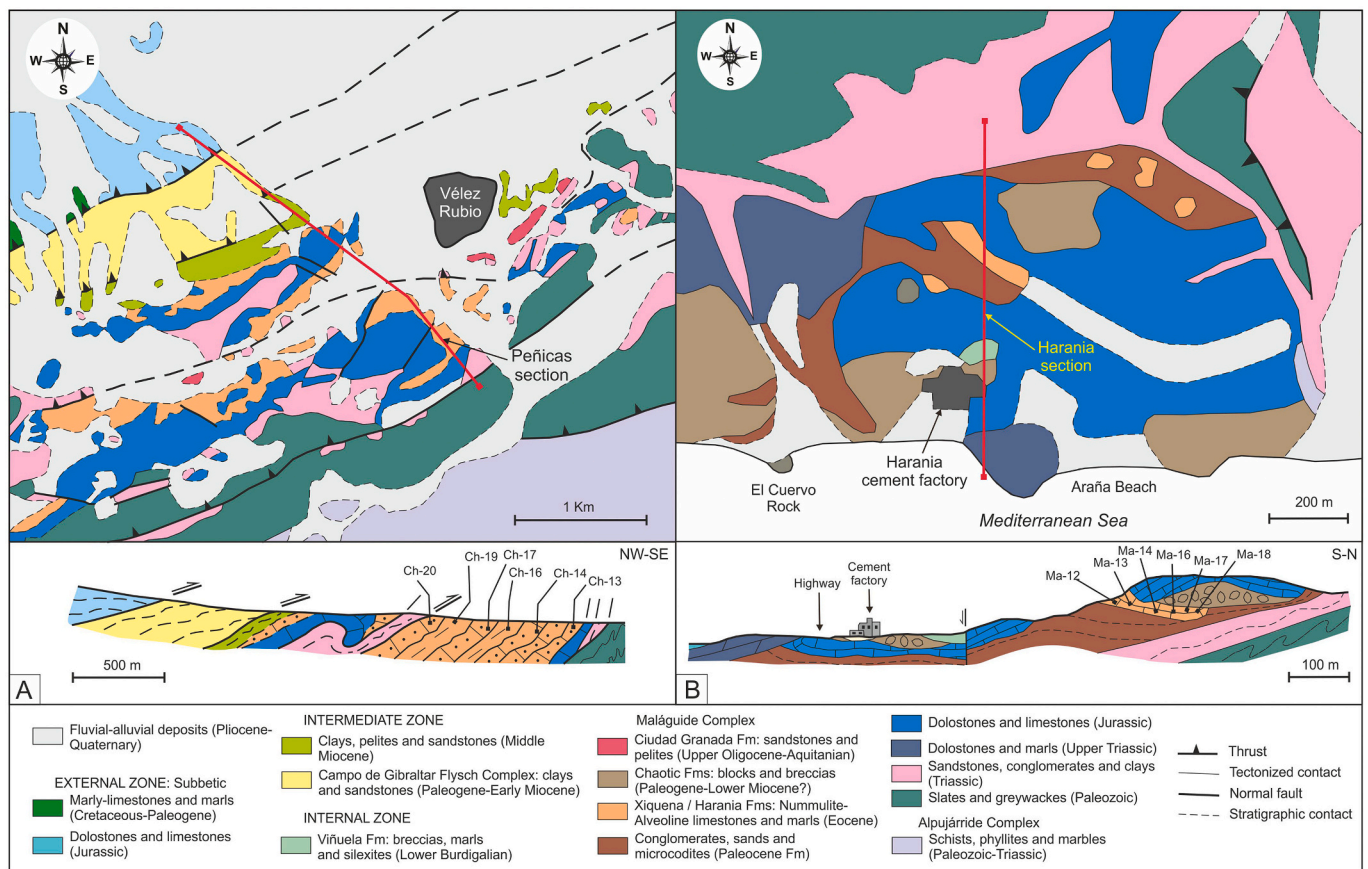 N
W
E
S
Vélez
Rubio
Peñicas
section
1 Km
N
W
E
S
Harania
section
Harania
cement factory
El Cuervo
Rock
Araña Beach
Mediterranean Sea
200 m
NW-SE
Ch-20
Ch-19
Ch-17
Ch-16
Ch-14
Ch-13
500 m
A
S-N
Highway
Cement
factory
Ma-12
Ma-13
Ma-14
Ma-16
Ma-17
Ma-18
100 m
B
Fluvial-alluvial deposits (Pliocene-
Quaternary)
EXTERNAL ZONE: Subbetic
Marly-limestones and marls
(Cretaceous-Paleogene)
Dolostones and limestones
(Jurassic)
INTERMEDIATE ZONE
Clays, pelites and sandstones (Middle
Miocene)
Campo de Gibraltar Flysch Complex: clays
and sandstones (Paleogene-Early Miocene)
INTERNAL ZONE
Viñuela Fm: breccias, marls
and silexites (Lower Burdigalian)
Maláguide Complex
Ciudad Granada Fm: sandstones and
pelites (Upper Oligocene-Aquitanian)
Chaotic Fms: blocks and breccias
(Paleogene-Lower Miocene?)
Xiquena / Harania Fms: Nummulite-
Alveoline limestones and marls (Eocene)
Conglomerates, sands and
microcodites (Paleocene Fm)
Dolostones and limestones (Jurassic)
Dolostones and marls (Upper Triassic)
Sandstones, conglomerates and clays
(Triassic)
Slates and greywackes (Paleozoic)
Alpujárride Complex
Schists, phyllites and marbles
(Paleozoic-Triassic)
Thrust
Tectonized contact
Normal fault
Stratigraphic contact